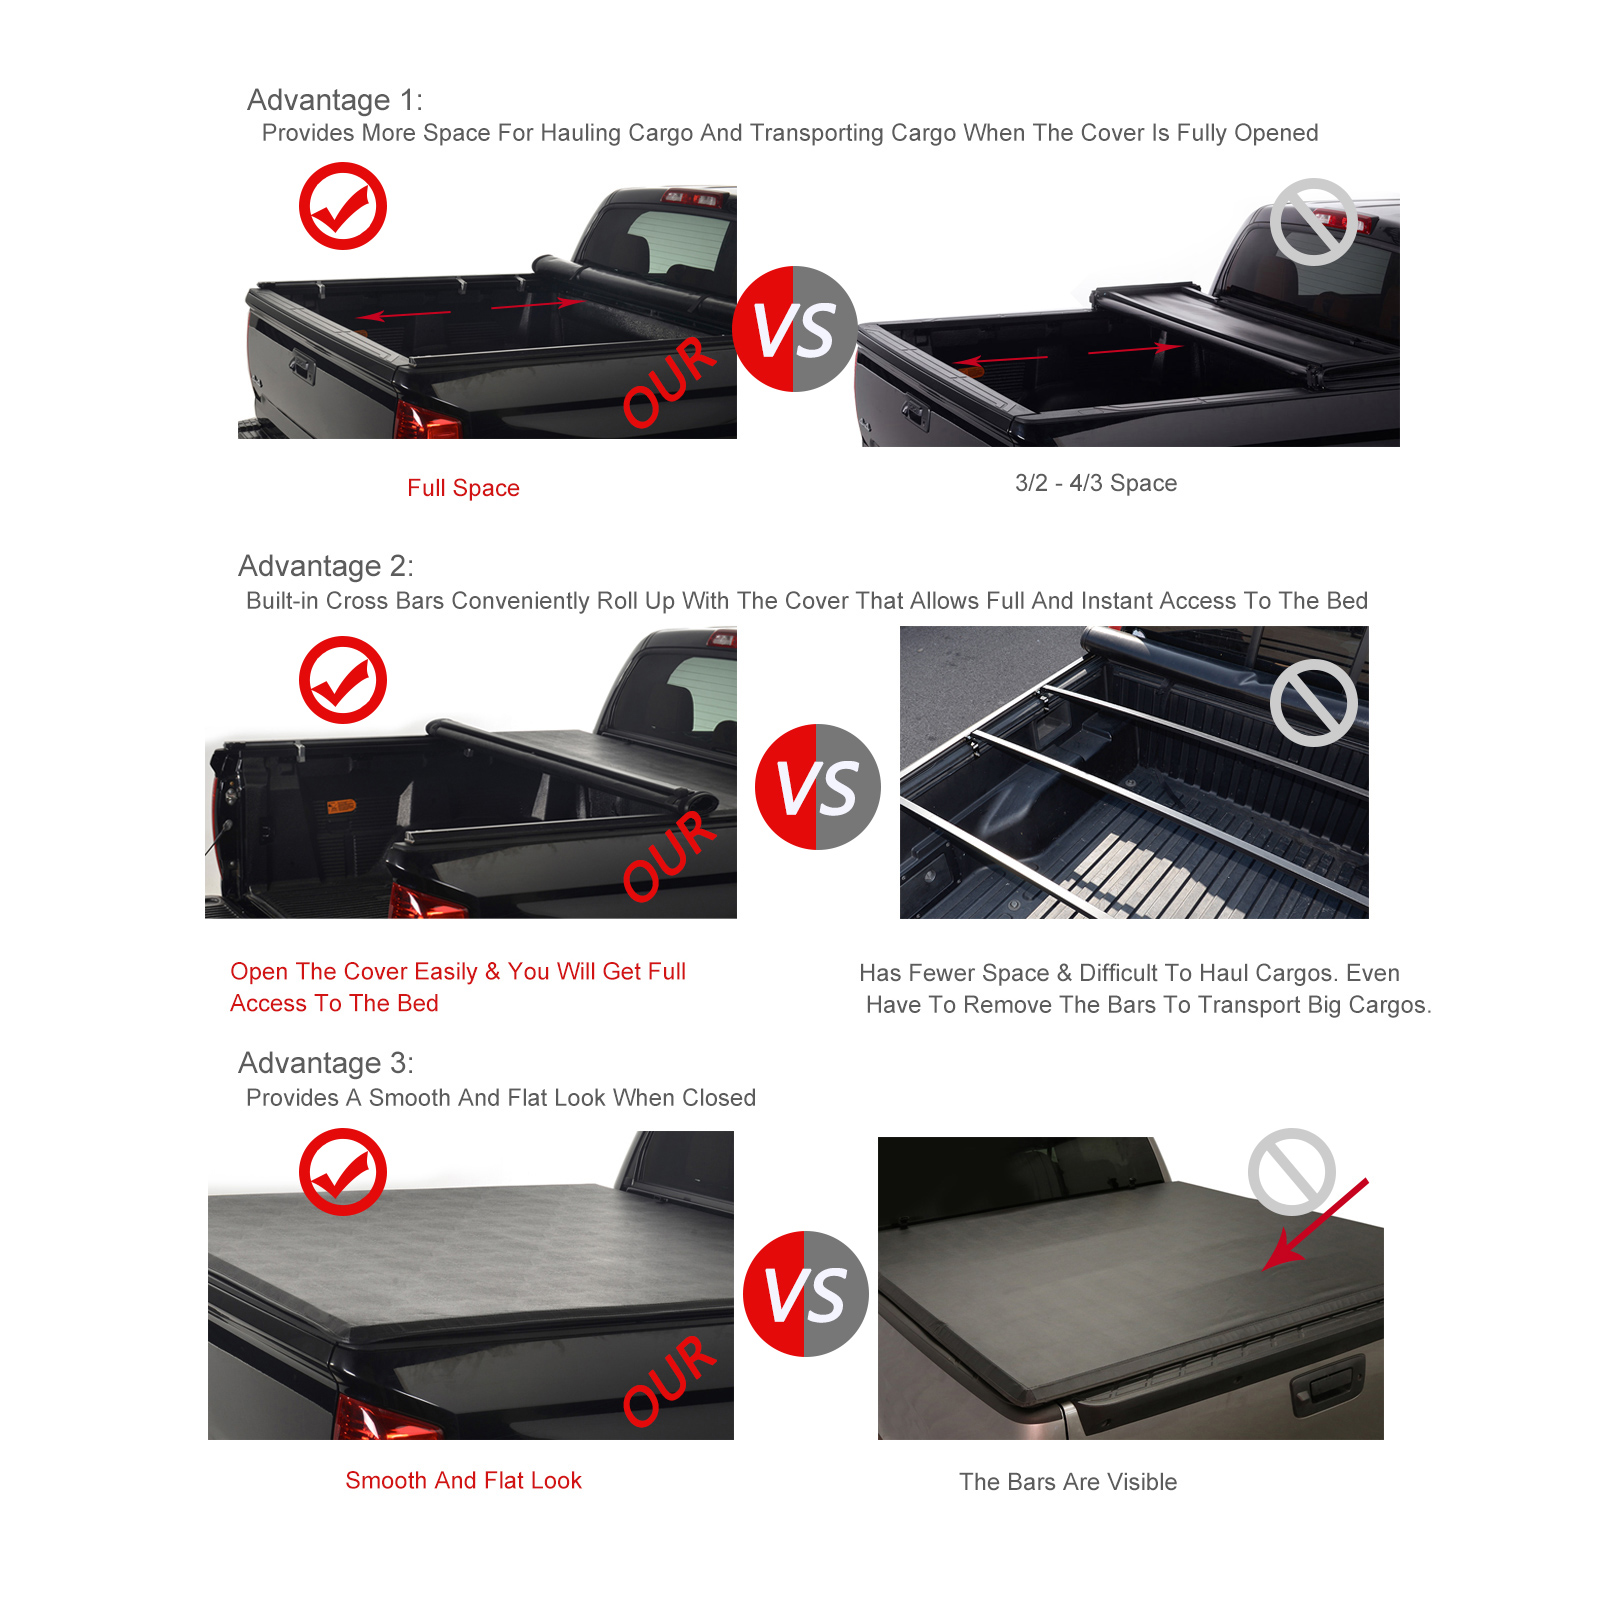 Advantage 1:
Provides More Space For Hauling Cargo And Transporting Cargo When The Cover Is Fully Opened
OUR
VS
Full Space
3/2 - 4/3 Space
Advantage 2:
Built-in Cross Bars Conveniently Roll Up With The Cover That Allows Full And Instant Access To The Bed
OUR
VS
Open The Cover Easily & You Will Get Full
Access To The Bed
Has Fewer Space & Difficult To Haul Cargos. Even
Have To Remove The Bars To Transport Big Cargos.
Advantage 3:
Provides A Smooth And Flat Look When Closed
OUR
VS
Smooth And Flat Look
The Bars Are Visible